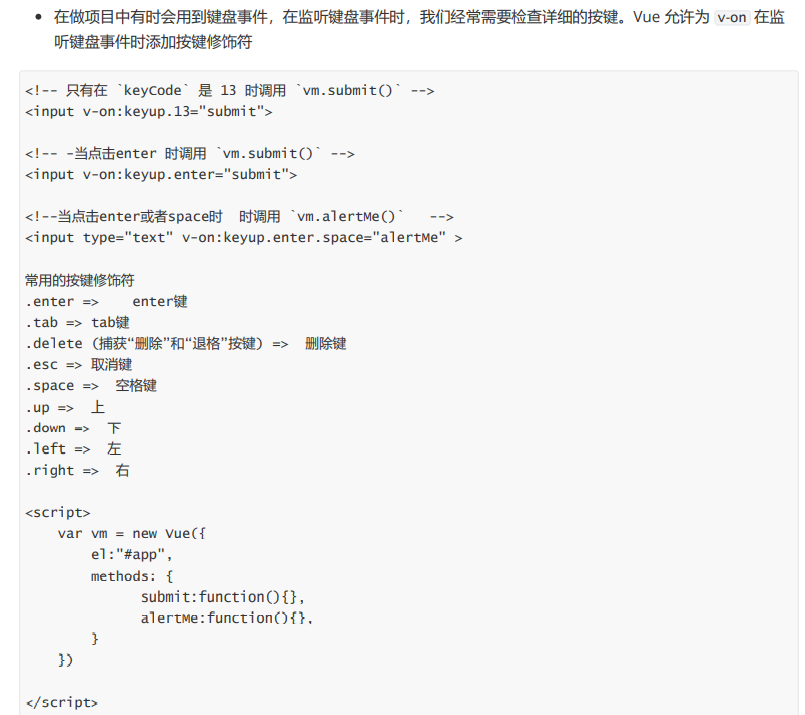 在做项目中有时会用到键盘事件，在监听键盘事件时，我们经常需要检查详细的按键。Vue 允许为 v-on 在监
听键盘事件时添加按键修饰符
<!-- 只有在 `keyCode` 是 13 时调用 `vm.submit()` -->
<input v-on:keyup.13="submit">
<!-- -当点击enter 时调用 `vm.submit()` -->
<input v-on:keyup.enter="submit">
<!--当点击enter或者space时  时调用 `vm.alertMe()`   -->
<input type="text" v-on:keyup.enter.space="alertMe" >
常用的按键修饰符
.enter =>    enter键
.tab => tab键
.delete (捕获“删除”和“退格”按键) =>  删除键
.esc => 取消键
.space =>  空格键
.up =>  上
.down =>  下
.left =>  左
.right =>  右
<script>
    var vm = new Vue({
        el:"#app",
        methods: {
              submit:function(){},
              alertMe:function(){},
        }
    })
</script>